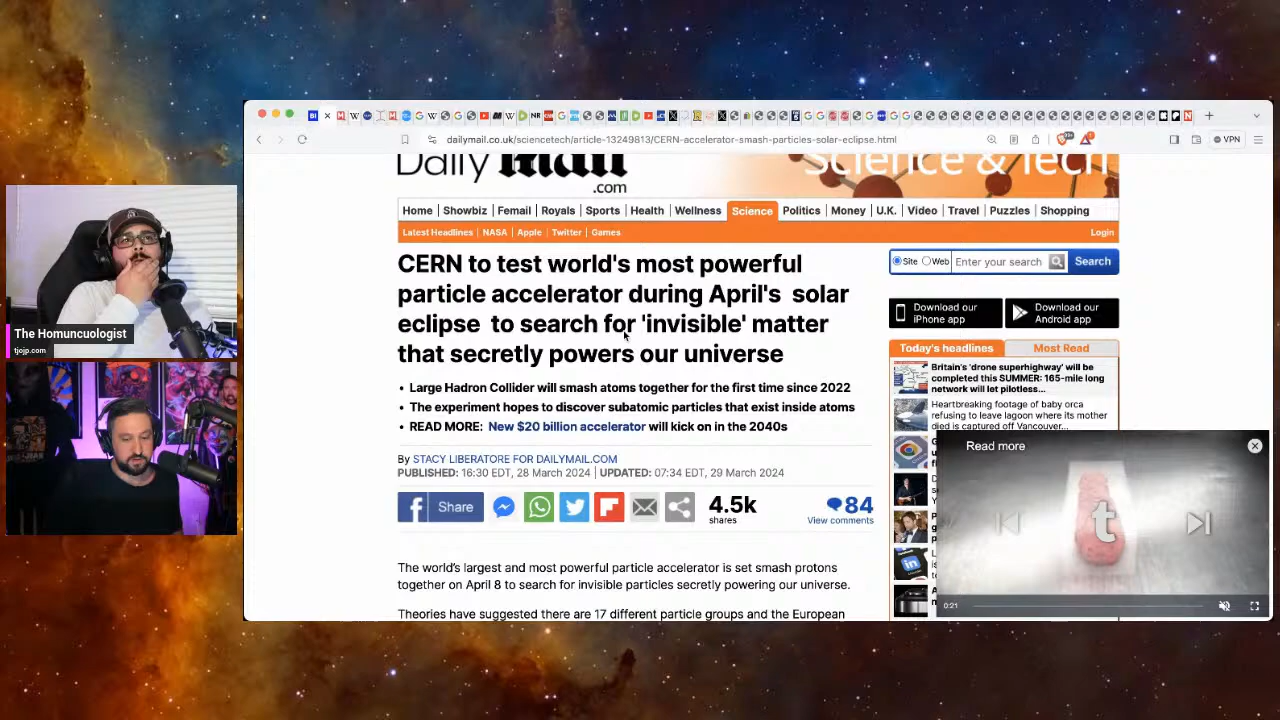 dailymail.co.uk/sciencetech/article-13249813/CERN-accelerator-smash-particles-solar-eclipse.html
VPN
Daily Mail
.com
Science & Tech
Home Showbiz Femail Royals Sports Health Wellness Science Politics Money U.K. Video Travel Puzzles Shopping
Latest Headlines NASA Apple Twitter Games
Login
CERN to test world's most powerful
particle accelerator during April's solar
eclipse to search for 'invisible' matter
that secretly powers our universe
• Large Hadron Collider will smash atoms together for the first time since 2022
• The experiment hopes to discover subatomic particles that exist inside atoms
• READ MORE: New $20 billion accelerator will kick on in the 2040s
By STACY LIBERATORE FOR DAILYMAIL.COM
PUBLISHED: 16:30 EDT, 28 March 2024 | UPDATED: 07:34 EDT, 29 March 2024
Share
4.5k
shares
84
View comments
The world's largest and most powerful particle accelerator is set smash protons
together on April 8 to search for invisible particles secretly powering our universe.
Theories have suggested there are 17 different particle groups and the European
Site Web Enter your search Search
Download our
iPhone app
Download our
Android app
Today's headlines Most Read
Britain's 'drone superhighway' will be
completed this SUMMER: 165-mile long
network will let pilotless...
Heartbreaking footage of baby orca
refusing to leave lagoon where its mother
died is captured off Vancouver...
Read more
t
0:21
The Homuncuologist
tjojp.com